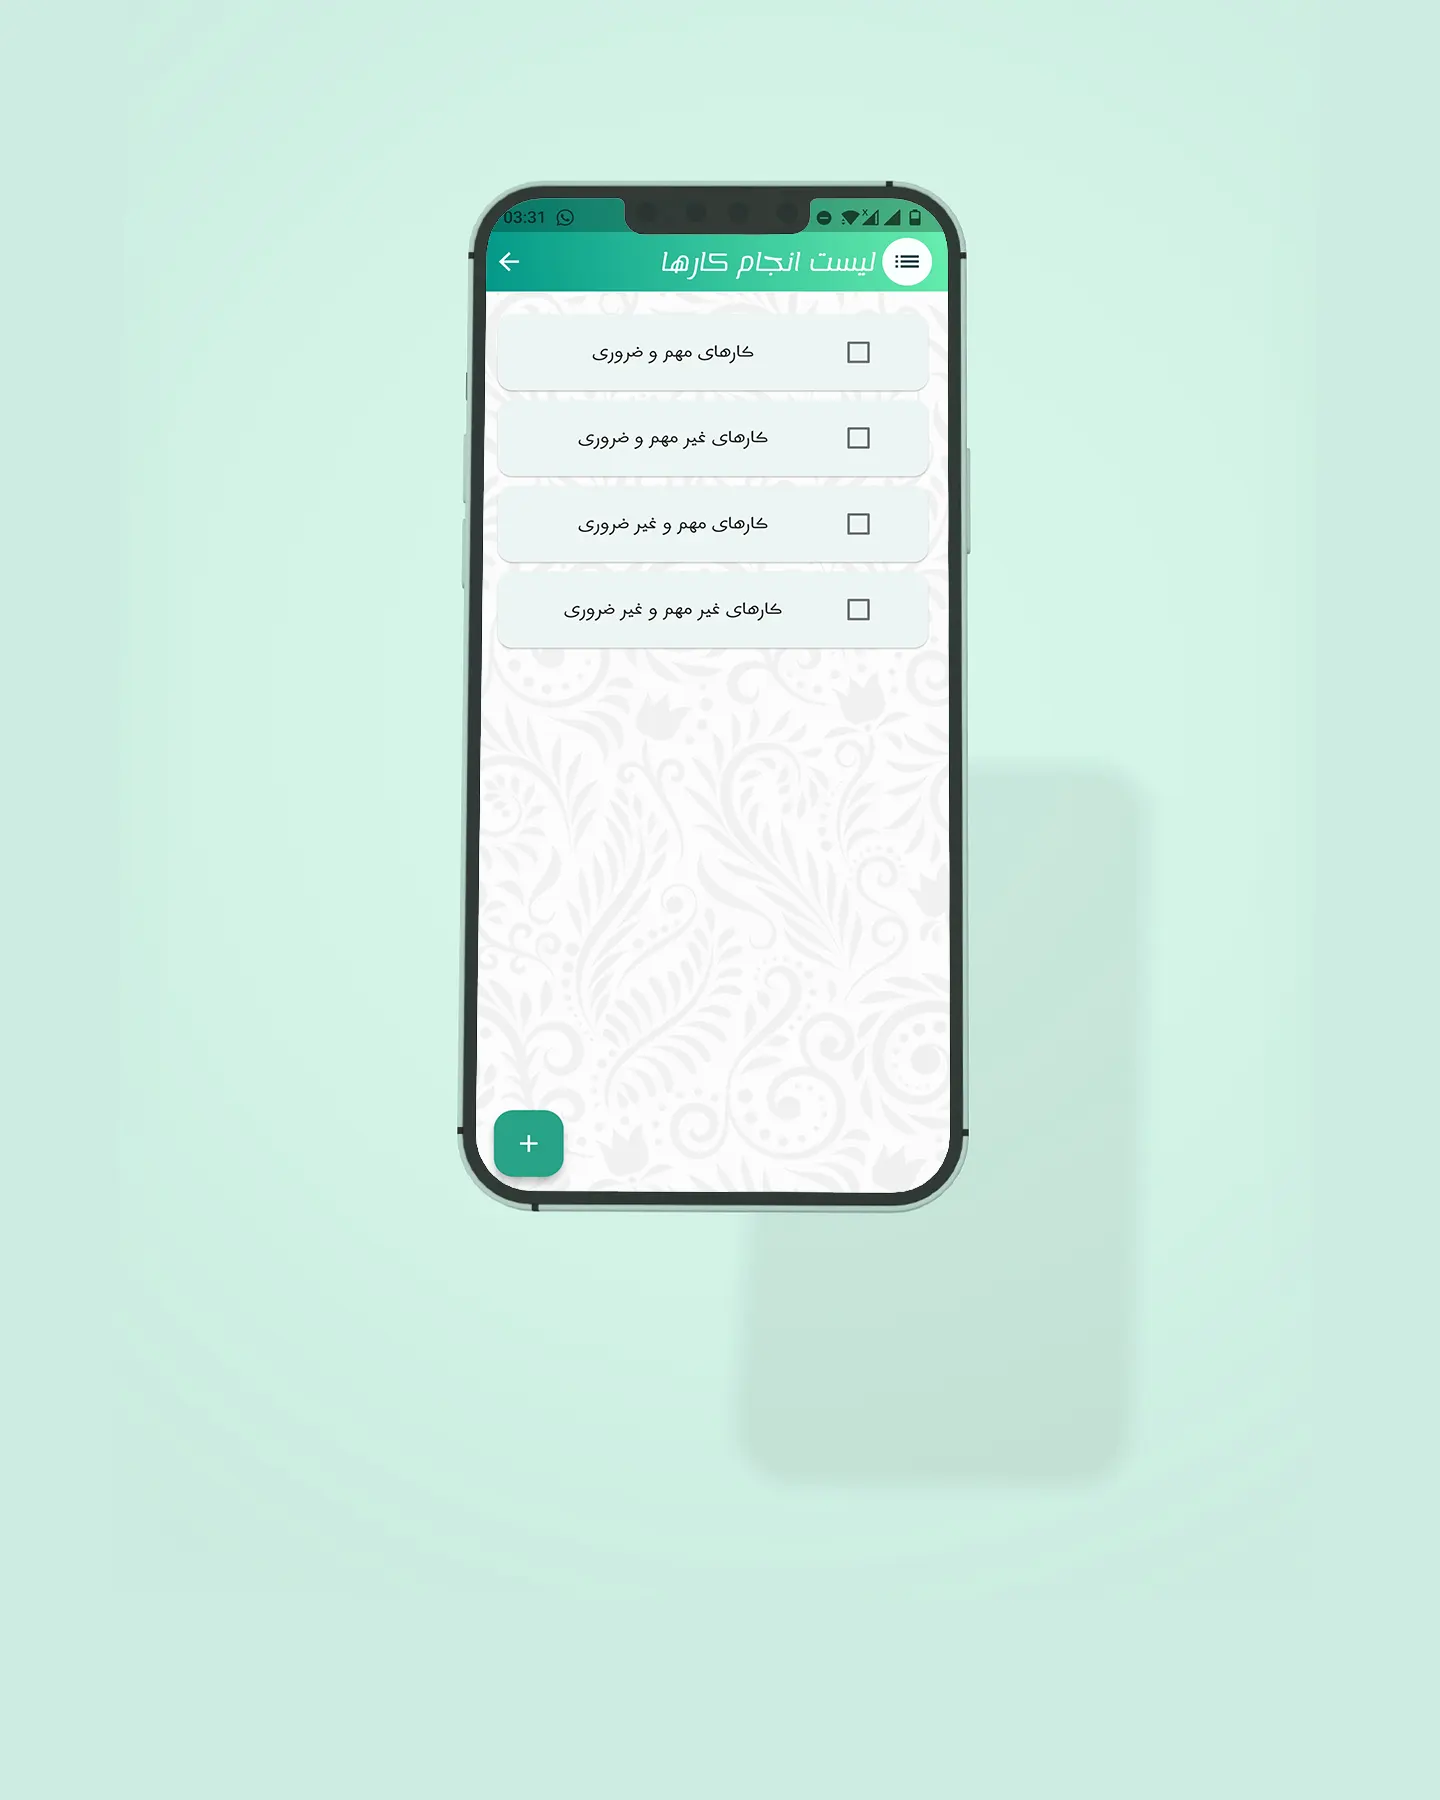 03:31
لیست انجام کارها
کارهای مهم و ضروری
کارهای غیر مهم و ضروری
کارهای مهم و غیر ضروری
کارهای غیر مهم و غیر ضروری